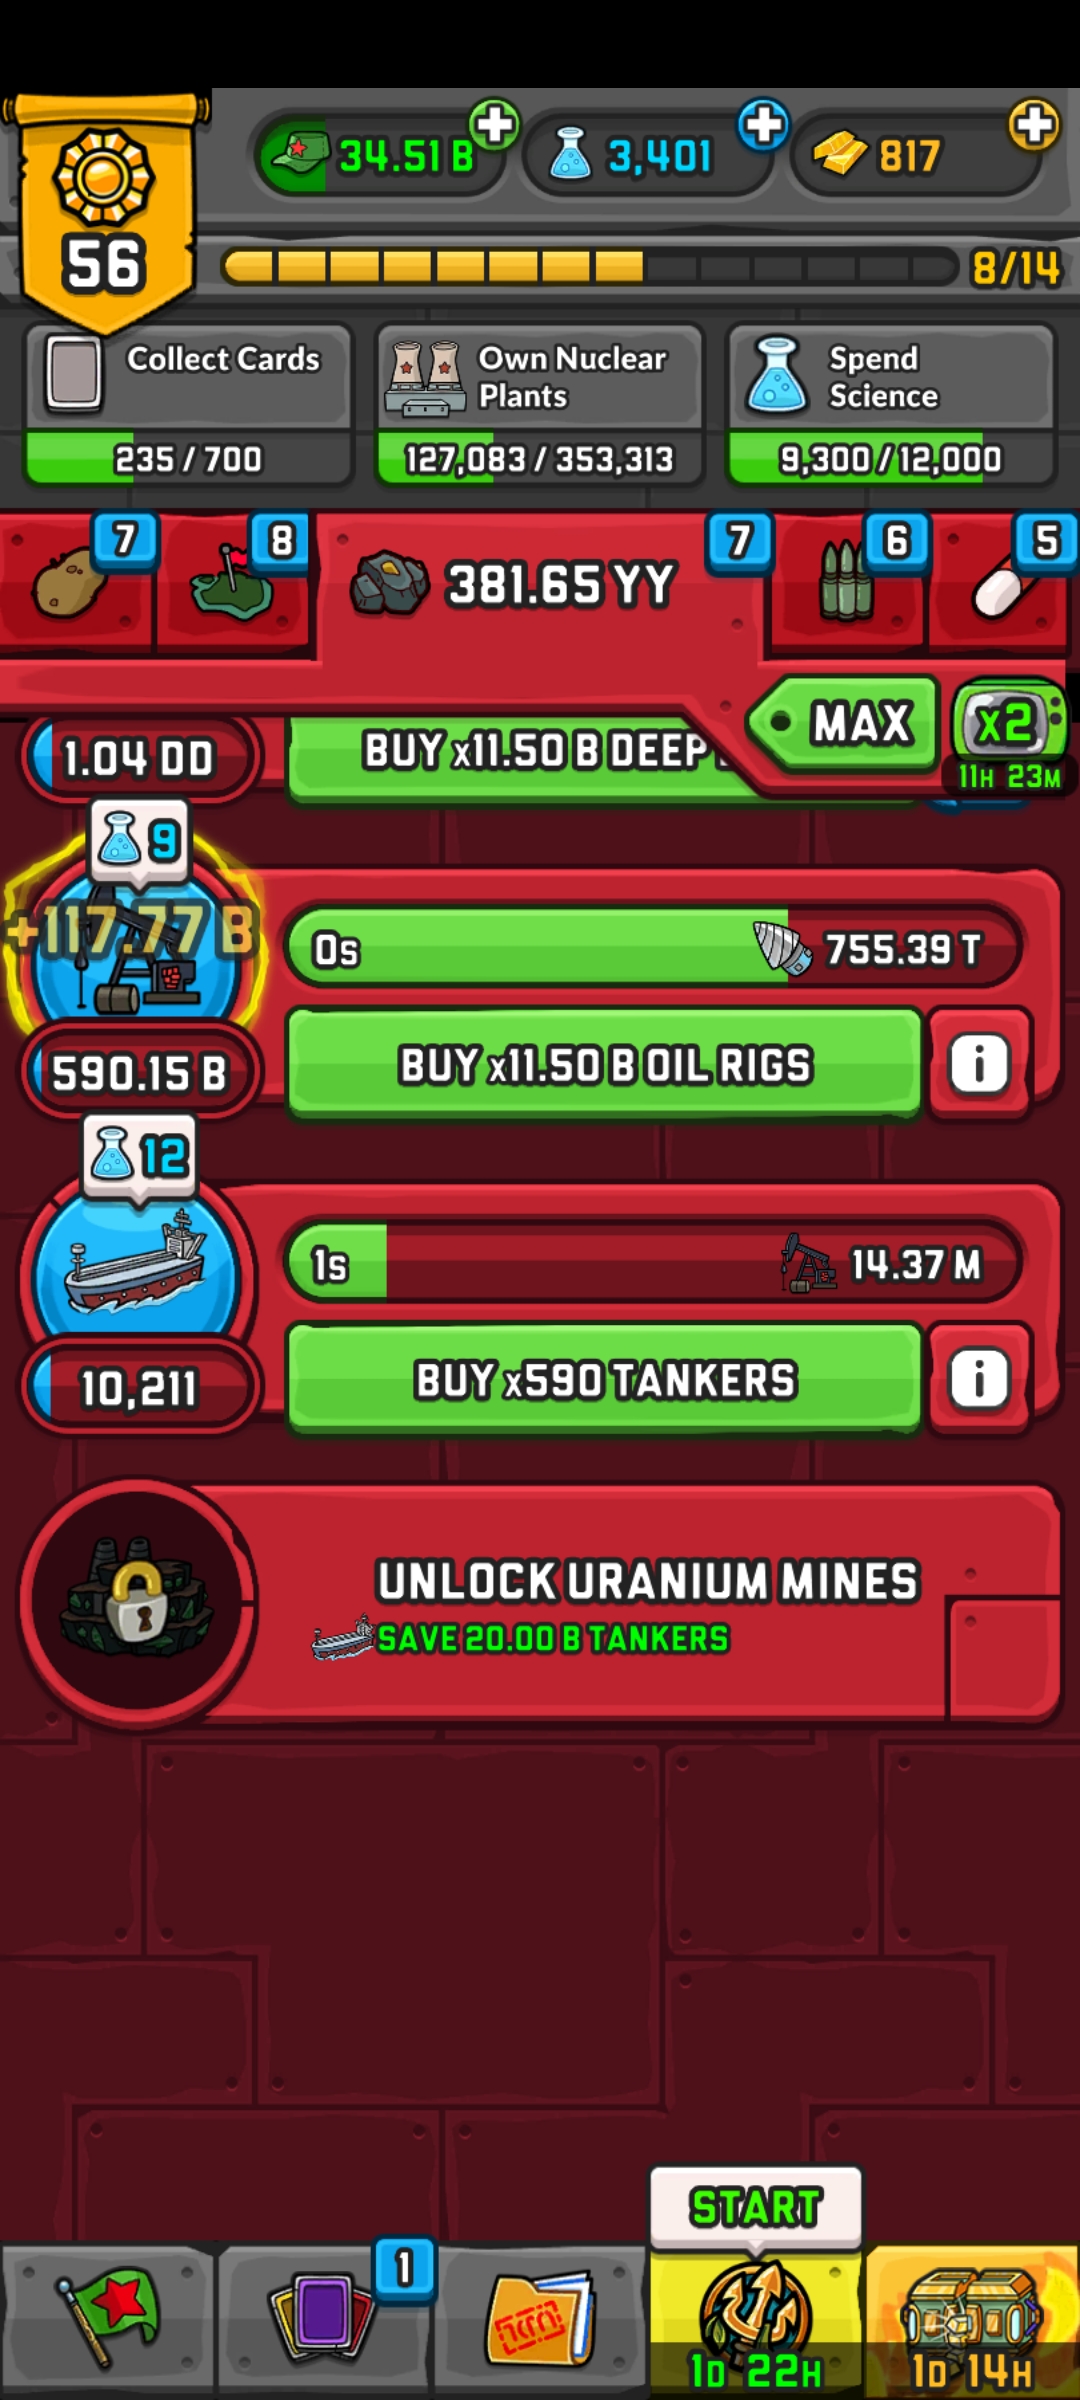 34.51 B
3,401
817
56
8/14
Collect Cards
235 / 700
Own Nuclear
Plants
127,083 / 353,313
Spend
Science
9,300 / 12,000
7
8
381.65 YY
7
6
5
MAX
x2
11H 23M
1.04 DD
BUY x11.50 B DEEP
9
+117.77 B
0s
755.39 T
590.15 B
BUY x11.50 B OIL RIGS
i
12
1s
14.37 M
10,211
BUY x590 TANKERS
i
UNLOCK URANIUM MINES
SAVE 20.00 B TANKERS
START
1
1D 22H
1D 14H